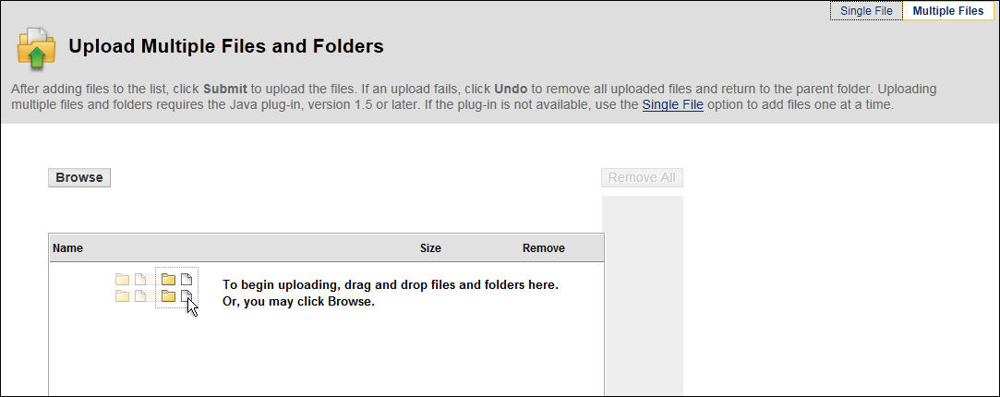 Single File Multiple Files
Upload Multiple Files and Folders
After adding files to the list, click Submit to upload the files. If an upload fails, click Undo to remove all uploaded files and return to the parent folder. Uploading
multiple files and folders requires the Java plug-in, version 1.5 or later. If the plug-in is not available, use the Single File option to add files one at a time.
Browse Remove All
Name Size Remove
To begin uploading, drag and drop files and folders here.
Or, you may click Browse.